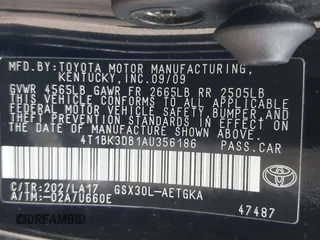 MFD.BY: TOYOTA MOTOR MANUFACTURING,
KENTUCKY, INC. 09/09
GVWR 4565LB GAWR FR 2665LB RR 2505LB
THIS VEHICLE CONFORMS TO ALL APPLICABLE
FEDERAL MOTOR VEHICLE SAFETY, BUMPER, AND
THEFT PREVENTION STANDARDS IN EFFECT ON
THE DATE OF MANUFACTURE SHOWN ABOVE.
4T1BK3DB1AU356186 PASS.CAR
C/TR:202/LA17 GSX30L-AETGKA
A/TM:-02A/U660E
TOYOTA
47487
DREAMBID